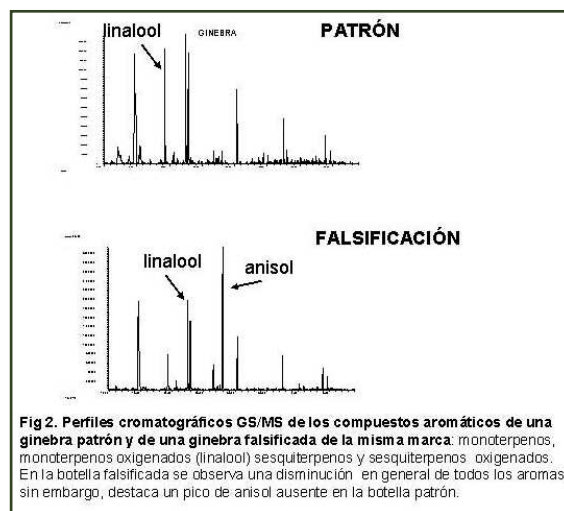 linalool
GINEBRA
PATRÓN
FALSIFICACIÓN
linalool
anisol
Fig 2. Perfiles cromatográficos GS/MS de los compuestos aromáticos de una
ginebra patrón y de una ginebra falsificada de la misma marca: monoterpenos,
monoterpenos oxigenados (linalool) sesquiterpenos y sesquiterpenos oxigenados.
En la botella falsificada se observa una disminución en general de todos los aromas
sin embargo, destaca un pico de anisol ausente en la botella patrón.